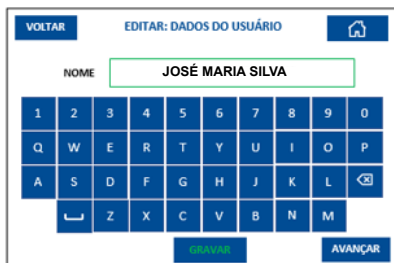 VOLTAR EDITAR: DADOS DO USUÁRIO
NOME JOSÉ MARIA SILVA
1 2 3 4 5 6 7 8 9 0
Q W E R T Y U I O P
A S D F G H J K L
Z X C V B N M
GRAVAR AVANÇAR